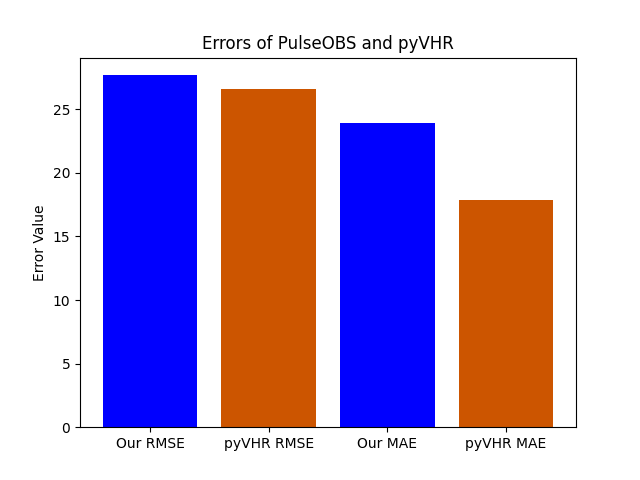 Errors of PulseOBS and pyVHR
Error Value
25
20
15
10
5
0
Our RMSE
pyVHR RMSE
Our MAE
pyVHR MAE